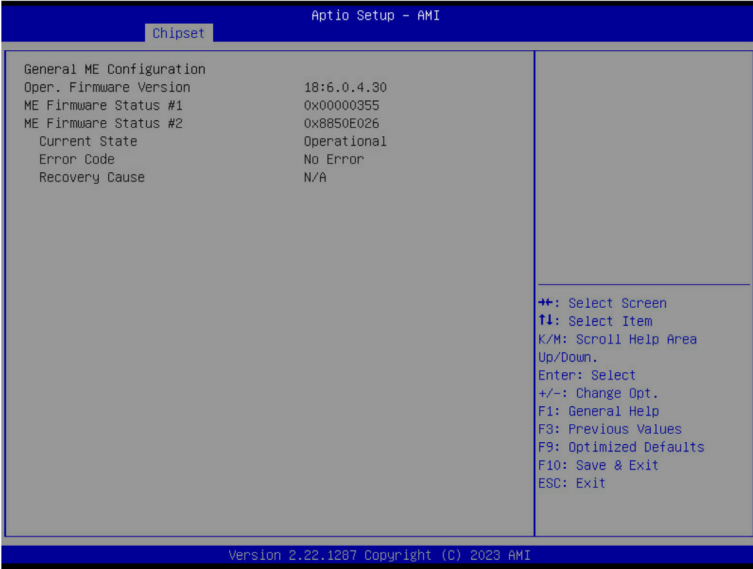 Aptio Setup – AMI
Chipset
General ME Configuration
Oper. Firmware Version 18:6.0.4.30
ME Firmware Status #1 0x00000355
ME Firmware Status #2 0x8850E026
Current State Operational
Error Code No Error
Recovery Cause N/A
→←: Select Screen
↑↓: Select Item
K/M: Scroll Help Area
Up/Down.
Enter: Select
+/-: Change Opt.
F1: General Help
F3: Previous Values
F9: Optimized Defaults
F10: Save & Exit
ESC: Exit
Version 2.22.1287 Copyright (C) 2023 AMI